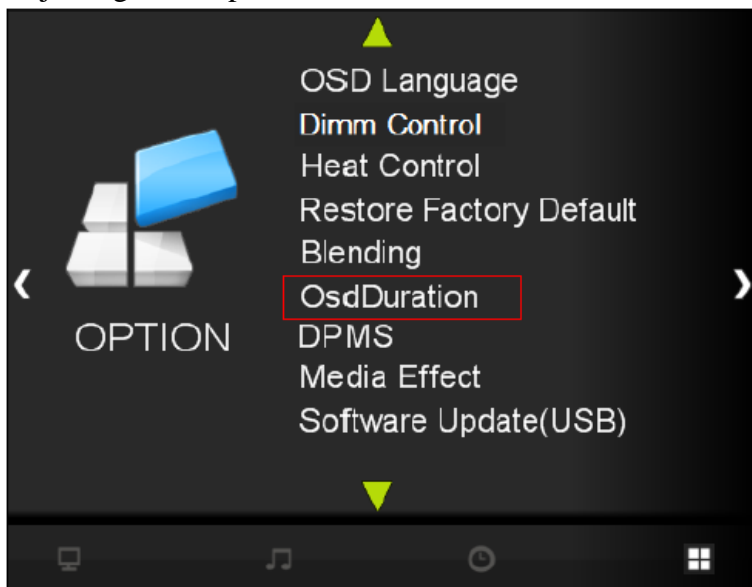 OSD Language
Dimm Control
Heat Control
Restore Factory Default
Blending
OsdDuration
OPTION
DPMS
Media Effect
Software Update(USB)